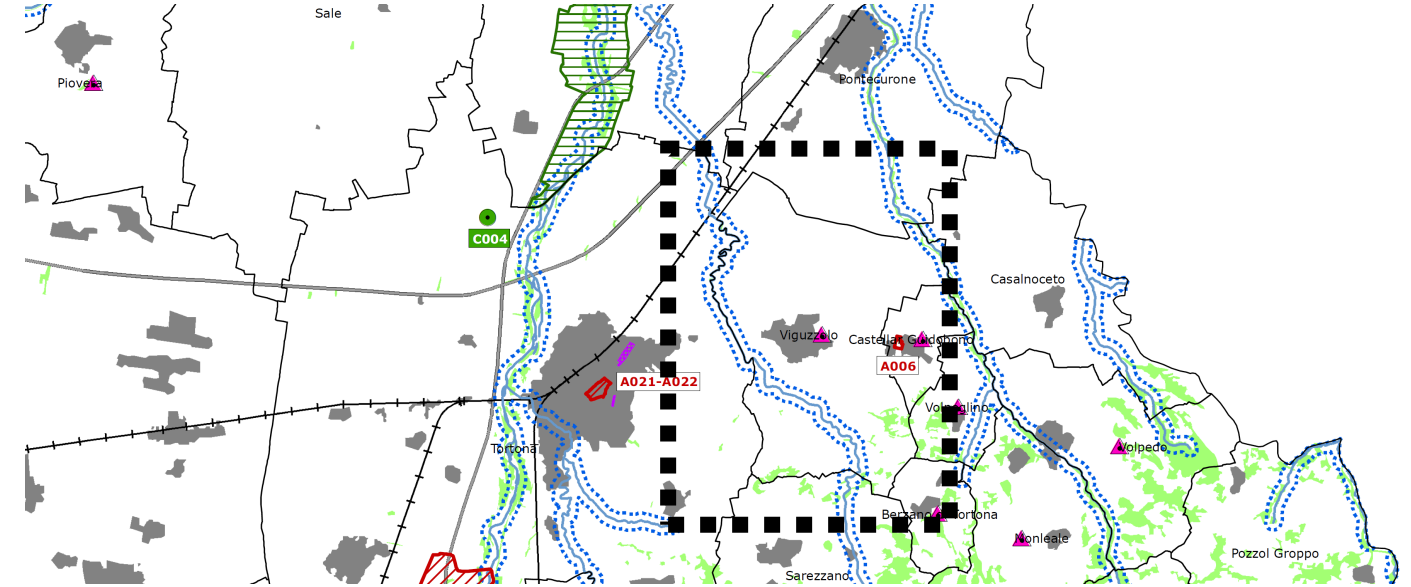 Sale
Piovera
Pontecurone
C004
Casalnoceto
Viguzzolo
Castellar Guidobono
A006
A021-A022
Volpeglino
Tortona
Volpedo
Berzano di Tortona
Monleale
Pozzol Groppo
Sarezzano